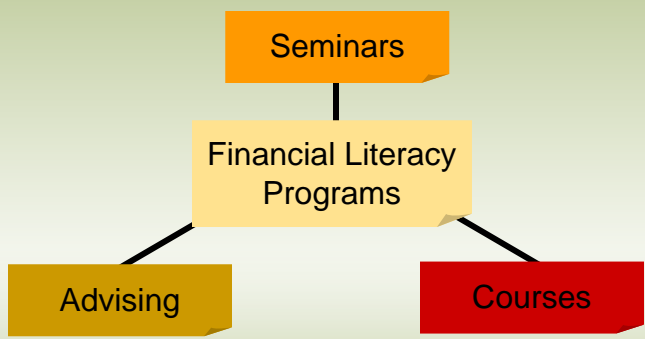 Seminars
Financial Literacy
Programs
Advising
Courses